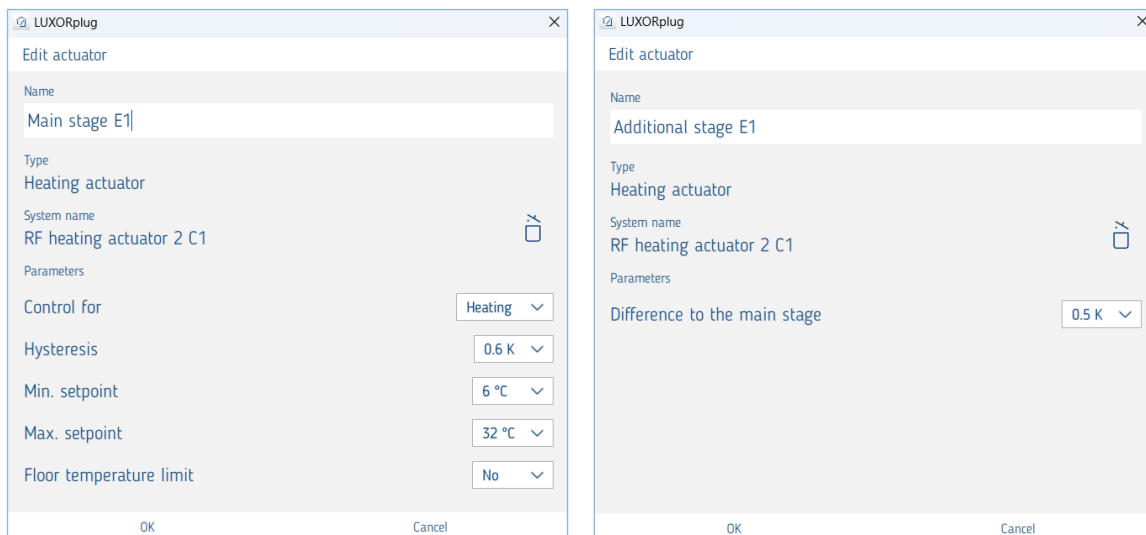 LUXORplug
Edit actuator
Name
Main stage E1
Type
Heating actuator
System name
RF heating actuator 2 C1
Parameters
Control for Heating
Hysteresis 0.6 K
Min. setpoint 6 °C
Max. setpoint 32 °C
Floor temperature limit No
OK Cancel
LUXORplug
Edit actuator
Name
Additional stage E1
Type
Heating actuator
System name
RF heating actuator 2 C1
Parameters
Difference to the main stage 0.5 K
OK Cancel